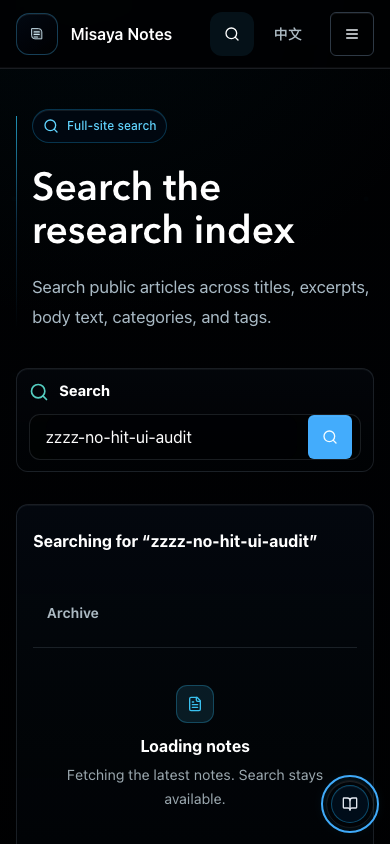 Misaya Notes
中文
Full-site search
Search the
research index
Search public articles across titles, excerpts,
body text, categories, and tags.
Search
zzzz-no-hit-ui-audit
Searching for “zzzz-no-hit-ui-audit”
Archive
Loading notes
Fetching the latest notes. Search stays
available.